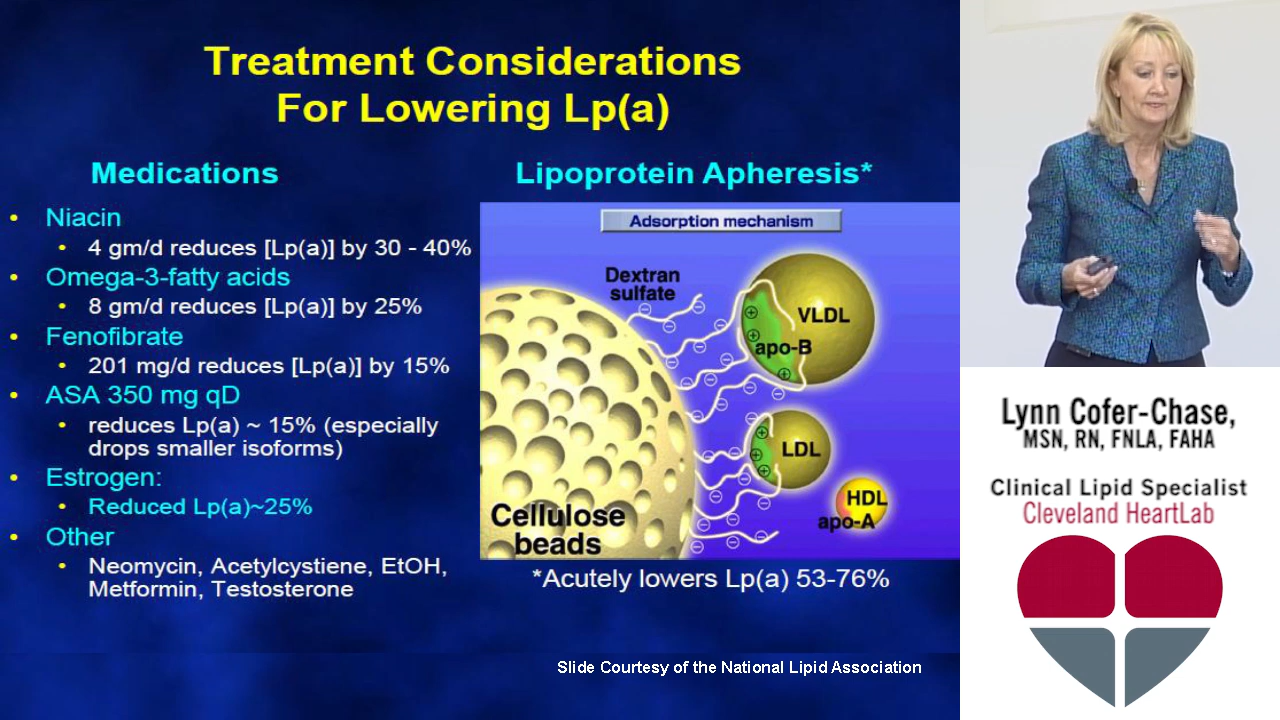 Treatment Considerations
For Lowering Lp(a)
Medications
• Niacin
• 4 gm/d reduces [Lp(a)] by 30 - 40%
• Omega-3-fatty acids
• 8 gm/d reduces [Lp(a)] by 25%
• Fenofibrate
• 201 mg/d reduces [Lp(a)] by 15%
• ASA 350 mg qD
• reduces Lp(a) ~ 15% (especially
drops smaller isoforms)
• Estrogen:
• Reduced Lp(a)~25%
• Other
• Neomycin, Acetylcystiene, EtOH,
Metformin, Testosterone
Lipoprotein Apheresis*
Adsorption mechanism
Dextran
sulfate
VLDL
apo-B
LDL
HDL
apo-A
Cellulose
beads
*Acutely lowers Lp(a) 53-76%
Slide Courtesy of the National Lipid Association
Lynn Cofer-Chase,
MSN, RN, FNLA, FAHA
Clinical Lipid Specialist
Cleveland HeartLab